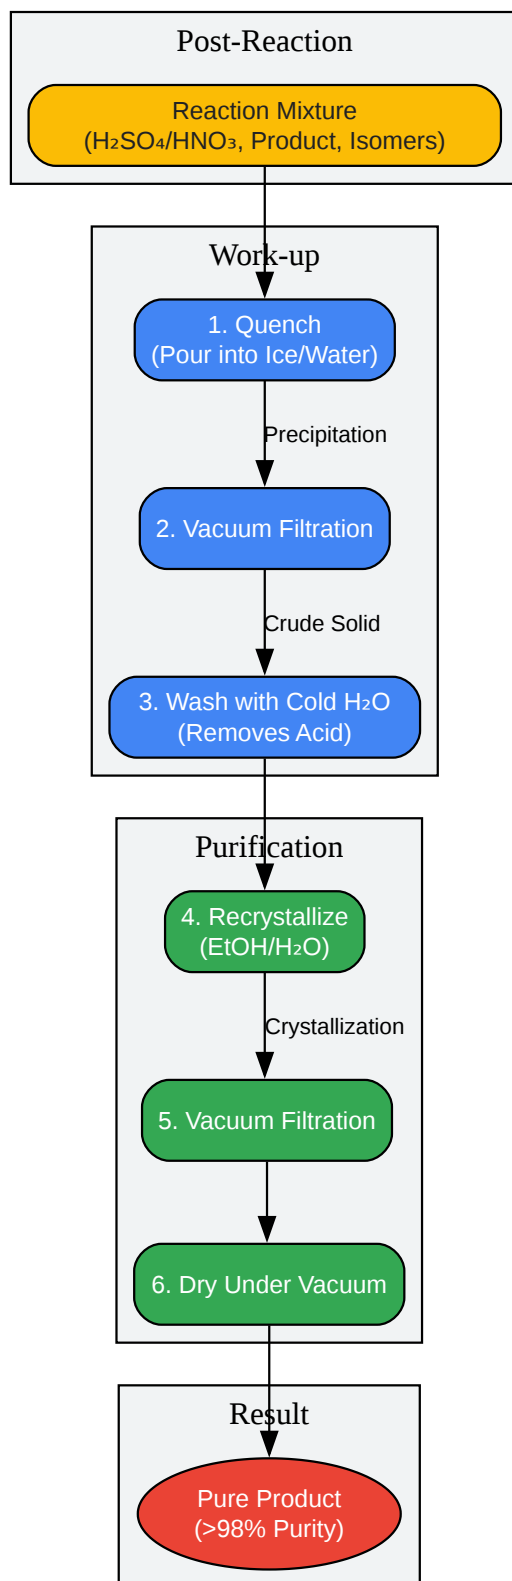 Post-Reaction
Reaction Mixture
(H₂SO₄/HNO₃, Product, Isomers)
Work-up
1. Quench
(Pour into Ice/Water)
Precipitation
2. Vacuum Filtration
Crude Solid
3. Wash with Cold H₂O
(Removes Acid)
Purification
4. Recrystallize
(EtOH/H₂O)
Crystallization
5. Vacuum Filtration
6. Dry Under Vacuum
Result
Pure Product
(>98% Purity)